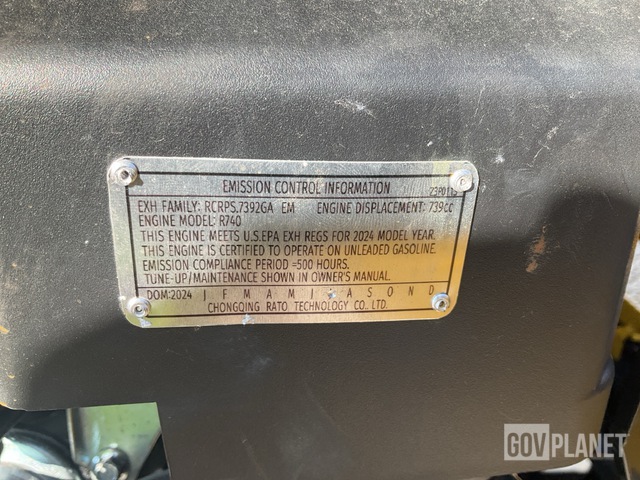 EMISSION CONTROL INFORMATION
EXH FAMILY: RCRPS.7392GA EM ENGINE DISPLACEMENT: 739cc
ENGINE MODEL: R740
THIS ENGINE MEETS U.S.EPA EXH REGS FOR 2024 MODEL YEAR.
THIS ENGINE IS CERTIFIED TO OPERATE ON UNLEADED GASOLINE.
EMISSION COMPLIANCE PERIOD =500 HOURS.
TUNE-UP/MAINTENANCE SHOWN IN OWNER'S MANUAL.
DOM:2024 J F M A M J J A S O N D
CHONGQING RATO TECHNOLOGY CO., LTD.
GOVPLANET